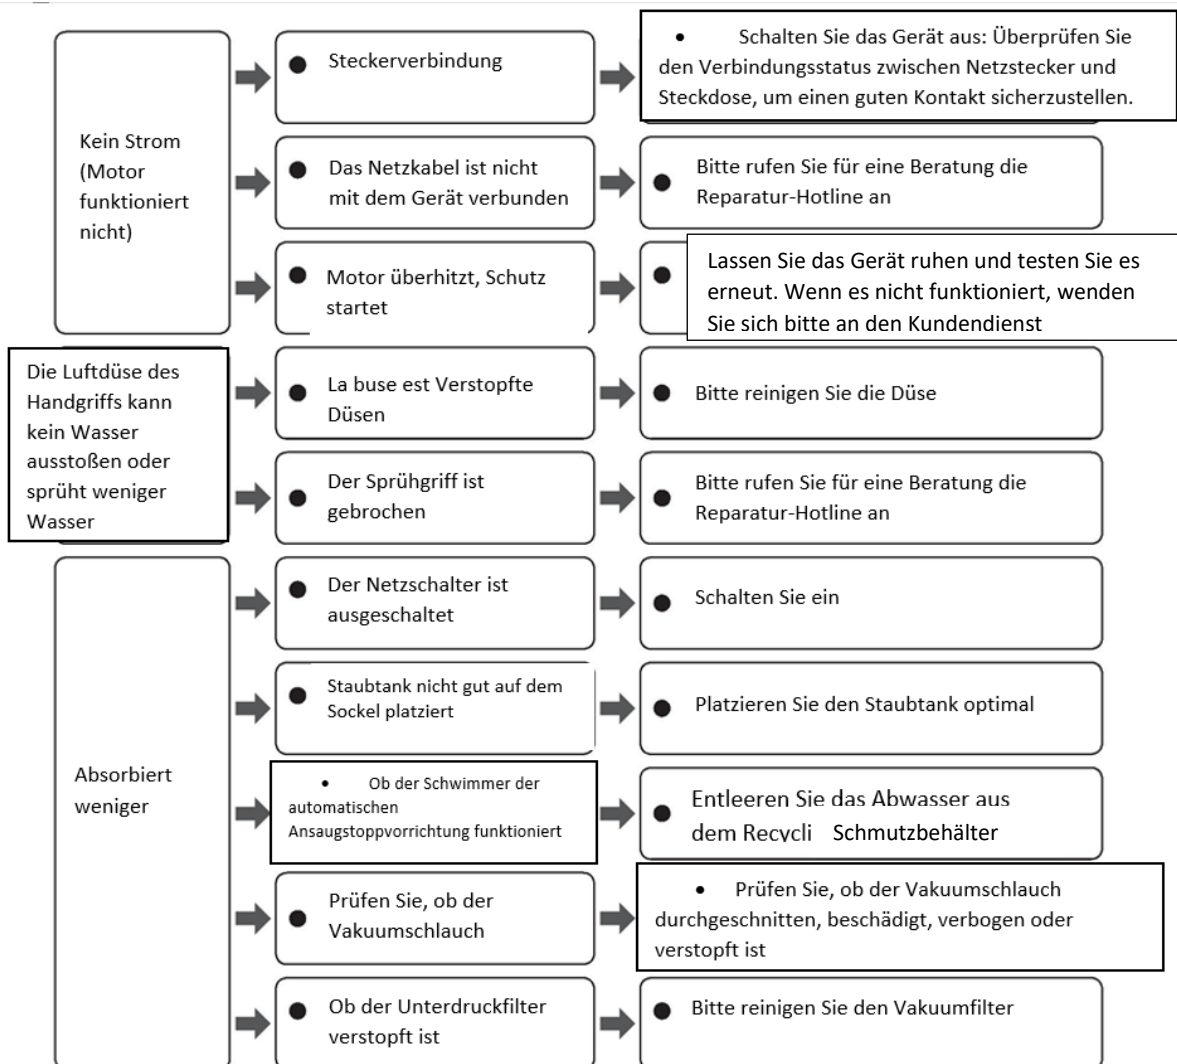 Kein Strom
(Motor
funktioniert
nicht)
Steckerverbindung
• Schalten Sie das Gerät aus: Überprüfen Sie
den Verbindungsstatus zwischen Netzstecker und
Steckdose, um einen guten Kontakt sicherzustellen.
Das Netzkabel ist nicht
mit dem Gerät verbunden
Bitte rufen Sie für eine Beratung die
Reparatur-Hotline an
Motor überhitzt, Schutz
startet
Lassen Sie das Gerät ruhen und testen Sie es
erneut. Wenn es nicht funktioniert, wenden
Sie sich bitte an den Kundendienst
Die Luftdüse des
Handgriffs kann
kein Wasser
ausstoßen oder
sprüht weniger
Wasser
La buse est Verstopfte
Düsen
Bitte reinigen Sie die Düse
Der Sprühgriff ist
gebrochen
Bitte rufen Sie für eine Beratung die
Reparatur-Hotline an
Absorbiert
weniger
Der Netzschalter ist
ausgeschaltet
Schalten Sie ein
Staubtank nicht gut auf dem
Sockel platziert
Platzieren Sie den Staubtank optimal
• Ob der Schwimmer der
automatischen
Ansaugstoppvorrichtung funktioniert
Entleeren Sie das Abwasser aus
dem Recycli Schmutzbehälter
Prüfen Sie, ob der
Vakuumschlauch
• Prüfen Sie, ob der Vakuumschlauch
durchgeschnitten, beschädigt, verbogen oder
verstopft ist
Ob der Unterdruckfilter
verstopft ist
Bitte reinigen Sie den Vakuumfilter